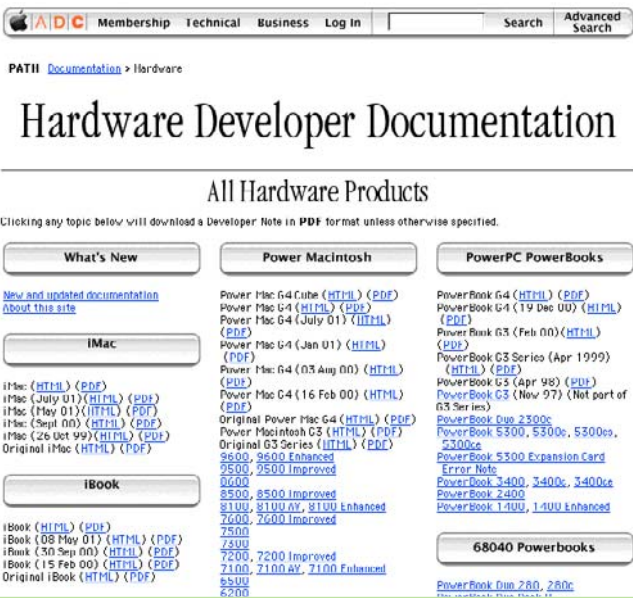 ADC Membership Technical Business Log In Search Advanced Search
PATH Documentation > Hardware
Hardware Developer Documentation
All Hardware Products
Clicking any topic below will download a Developer Note in PDF format unless otherwise specified.
What's New
New and updated documentation
About this site
iMac
iMac (HTML) (PDF)
iMac (July 01) (HTML) (PDF)
iMac (May 01)(HTML) (PDF)
iMac (Sept 00) (HTML) (PDF)
iMac (26 Oct 99)(HTML) (PDF)
Original iMac (HTML) (PDF)
iBook
iBook (HTML) (PDF)
iBook (08 May 01) (HTML) (PDF)
iBook (30 Sep 00) (HTML) (PDF)
iBook (15 Feb 00) (HTML) (PDF)
Original iBook (HTML) (PDF)
Power Macintosh
Power Mac G4 Cube (HTML) (PDF)
Power Mac G4 (HTML) (PDF)
Power Mac G4 (July 01) (HTML)
(PDF)
Power Mac G4 (Jan 01) (HTML)
(PDF)
Power Mac G4 (03 Aug 00) (HTML)
(PDF)
Power Mac G4 (16 Feb 00) (HTML)
(PDF)
Original Power Mac G4 (HTML) (PDF)
Power Macintosh G3 (HTML) (PDF)
Original G3 Series (HTML) (PDF)
9600, 9600 Enhanced
9500, 9500 Improved
8600
8500, 8500 Improved
8100, 8100 AV, 8100 Enhanced
7600, 7600 Improved
7500
7300
7200, 7200 Improved
7100, 7100 AV, 7100 Enhanced
6500
6200
PowerPC PowerBooks
PowerBook G4 (HTML) (PDF)
PowerBook G4 (19 Dec 00) (HTML)
(PDF)
PowerBook G3 (Feb 00)(HTML)
(PDF)
PowerBook G3 Series (Apr 1999)
(HTML) (PDF)
PowerBook G3 (Apr 98) (PDF)
PowerBook G3 (Nov 97) (Not part of
G3 Series)
PowerBook Duo 2300c
PowerBook 5300, 5300c, 5300cs,
5300ce
PowerBook 5300 Expansion Card
Error Note
PowerBook 3400, 3400c, 3400ce
PowerBook 2400
PowerBook 1400, 1400 Enhanced
68040 Powerbooks
PowerBook Duo 280, 280c